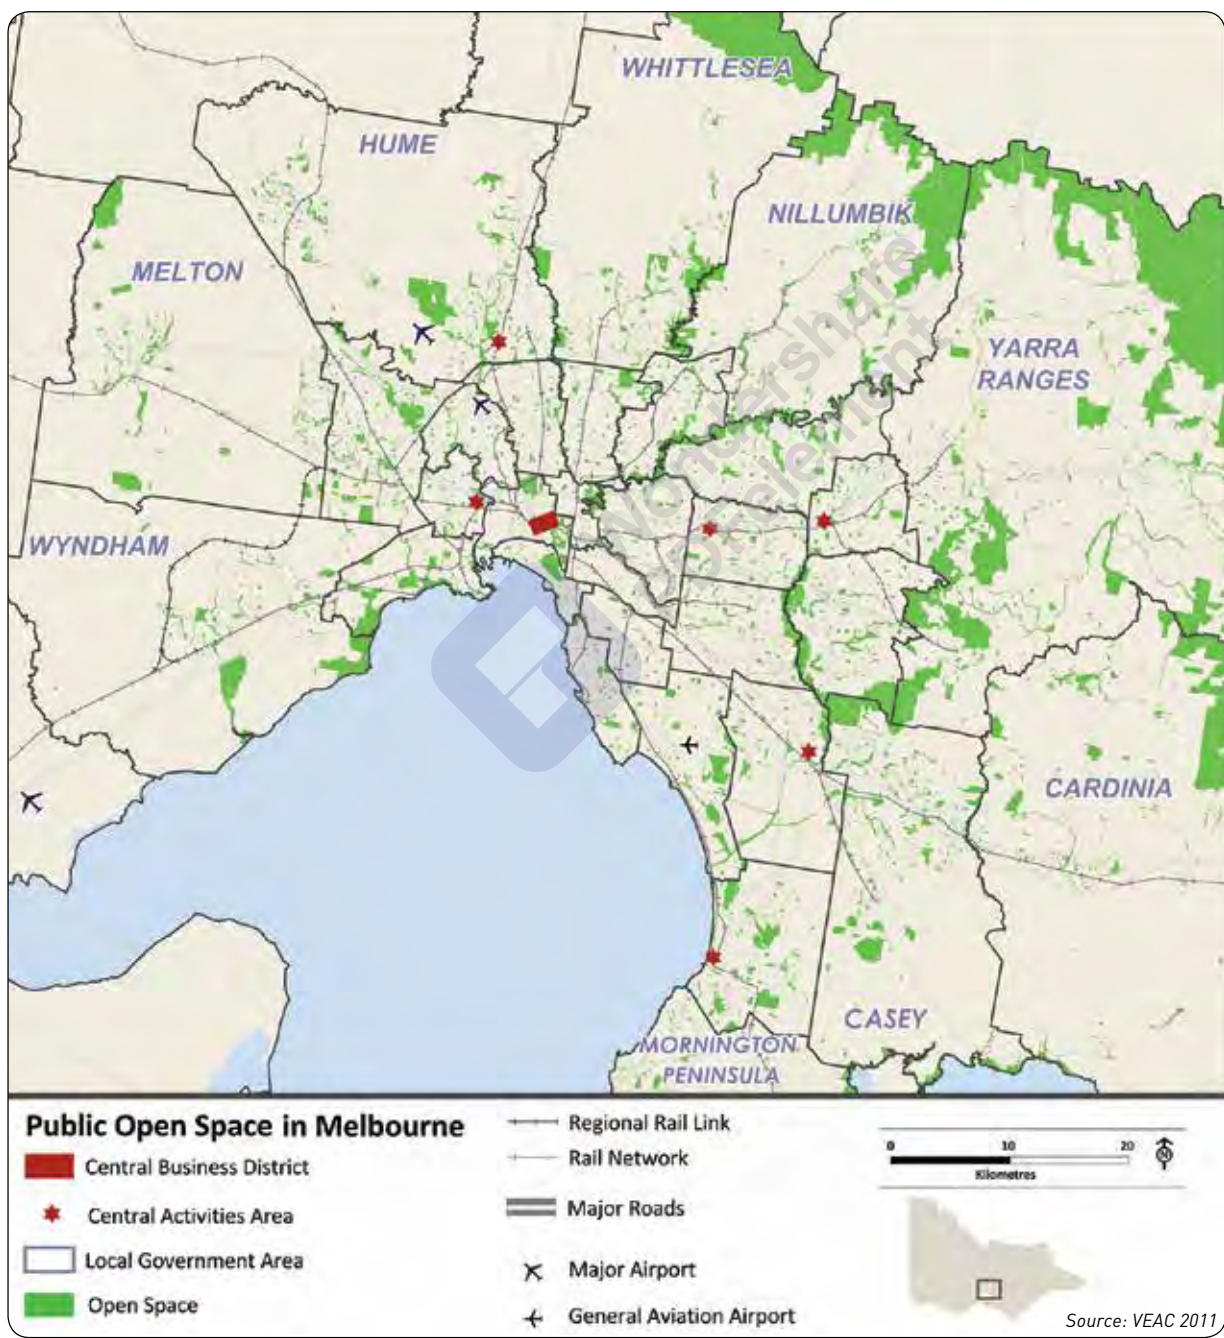 WHITTLESEA
HUME
NILLUMBIK
MELTON
YARRA
RANGES
WYNDHAM
CARDINIA
CASEY
MORNINGTON
PENINSULA
Wondershare
PDFelement
Public Open Space in Melbourne
Central Business District
Central Activities Area
Local Government Area
Open Space
Regional Rail Link
Rail Network
Major Roads
Major Airport
General Aviation Airport
0 10 20
Kilometres
N
Source: VEAC 2011